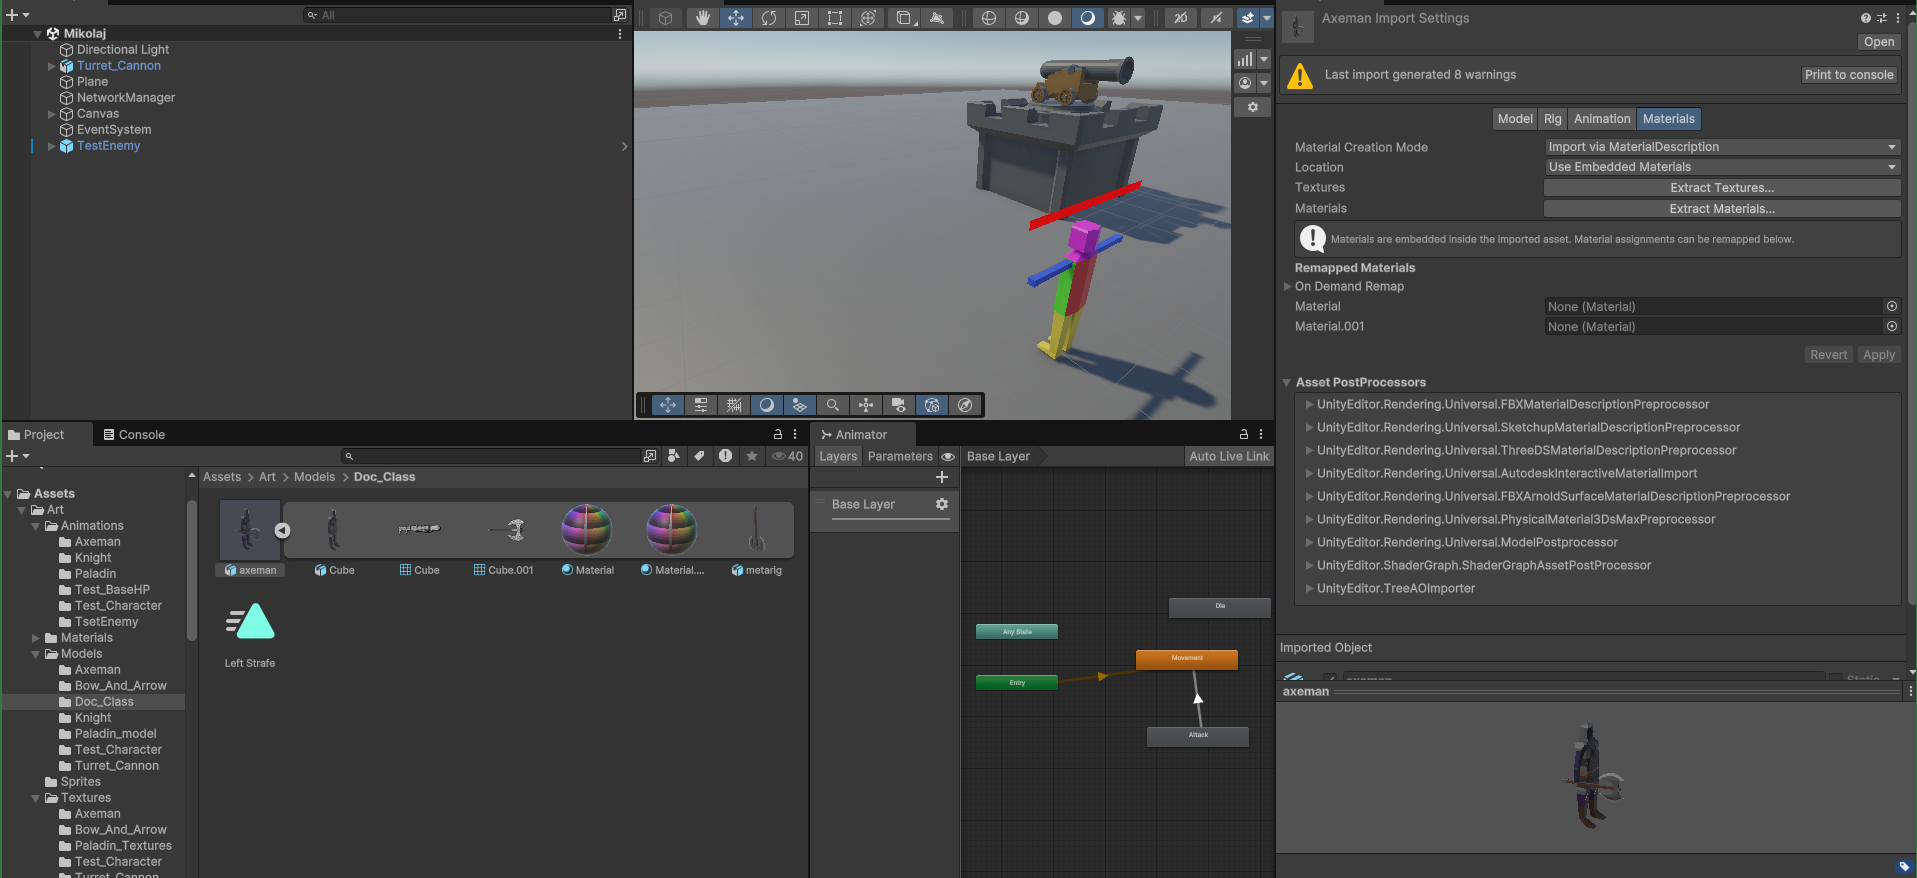 All
Mikolaj
Directional Light
Turret_Cannon
Plane
NetworkManager
Canvas
EventSystem
TestEnemy
2D
Axeman Import Settings
Open
Last import generated 8 warnings
Print to console
Model Rig Animation Materials
Material Creation Mode Import via MaterialDescription
Location Use Embedded Materials
Textures Extract Textures...
Materials Extract Materials...
Materials are embedded inside the imported asset. Material assignments can be remapped below.
Remapped Materials
On Demand Remap
Material None (Material)
Material.001 None (Material)
Revert Apply
Asset PostProcessors
UnityEditor.Rendering.Universal.FBXMaterialDescriptionPreprocessor
UnityEditor.Rendering.Universal.SketchupMaterialDescriptionPreprocessor
UnityEditor.Rendering.Universal.ThreeDSMaterialDescriptionPreprocessor
UnityEditor.Rendering.Universal.AutodeskInteractiveMaterialImport
UnityEditor.Rendering.Universal.FBXArnoldSurfaceMaterialDescriptionPreprocessor
UnityEditor.Rendering.Universal.PhysicalMaterial3DsMaxPreprocessor
UnityEditor.Rendering.Universal.ModelPostprocessor
UnityEditor.ShaderGraph.ShaderGraphAssetPostProcessor
UnityEditor.TreeAOImporter
Imported Object
axeman Static
axeman
Project Console
40
Assets
Art
Animations
Axeman
Knight
Paladin
Test_BaseHP
Test_Character
TsetEnemy
Materials
Models
Axeman
Bow_And_Arrow
Doc_Class
Knight
Paladin_model
Test_Character
Turret_Cannon
Sprites
Textures
Axeman
Bow_And_Arrow
Paladin_Textures
Test_Character
Turret_Cannon
Assets > Art > Models > Doc_Class
axeman Cube Cube Cube.001 Material Material.... metarig
Left Strafe
Animator
Layers Parameters
Base Layer
Base Layer
Auto Live Link
Die
Any State
Movement
Entry
Attack